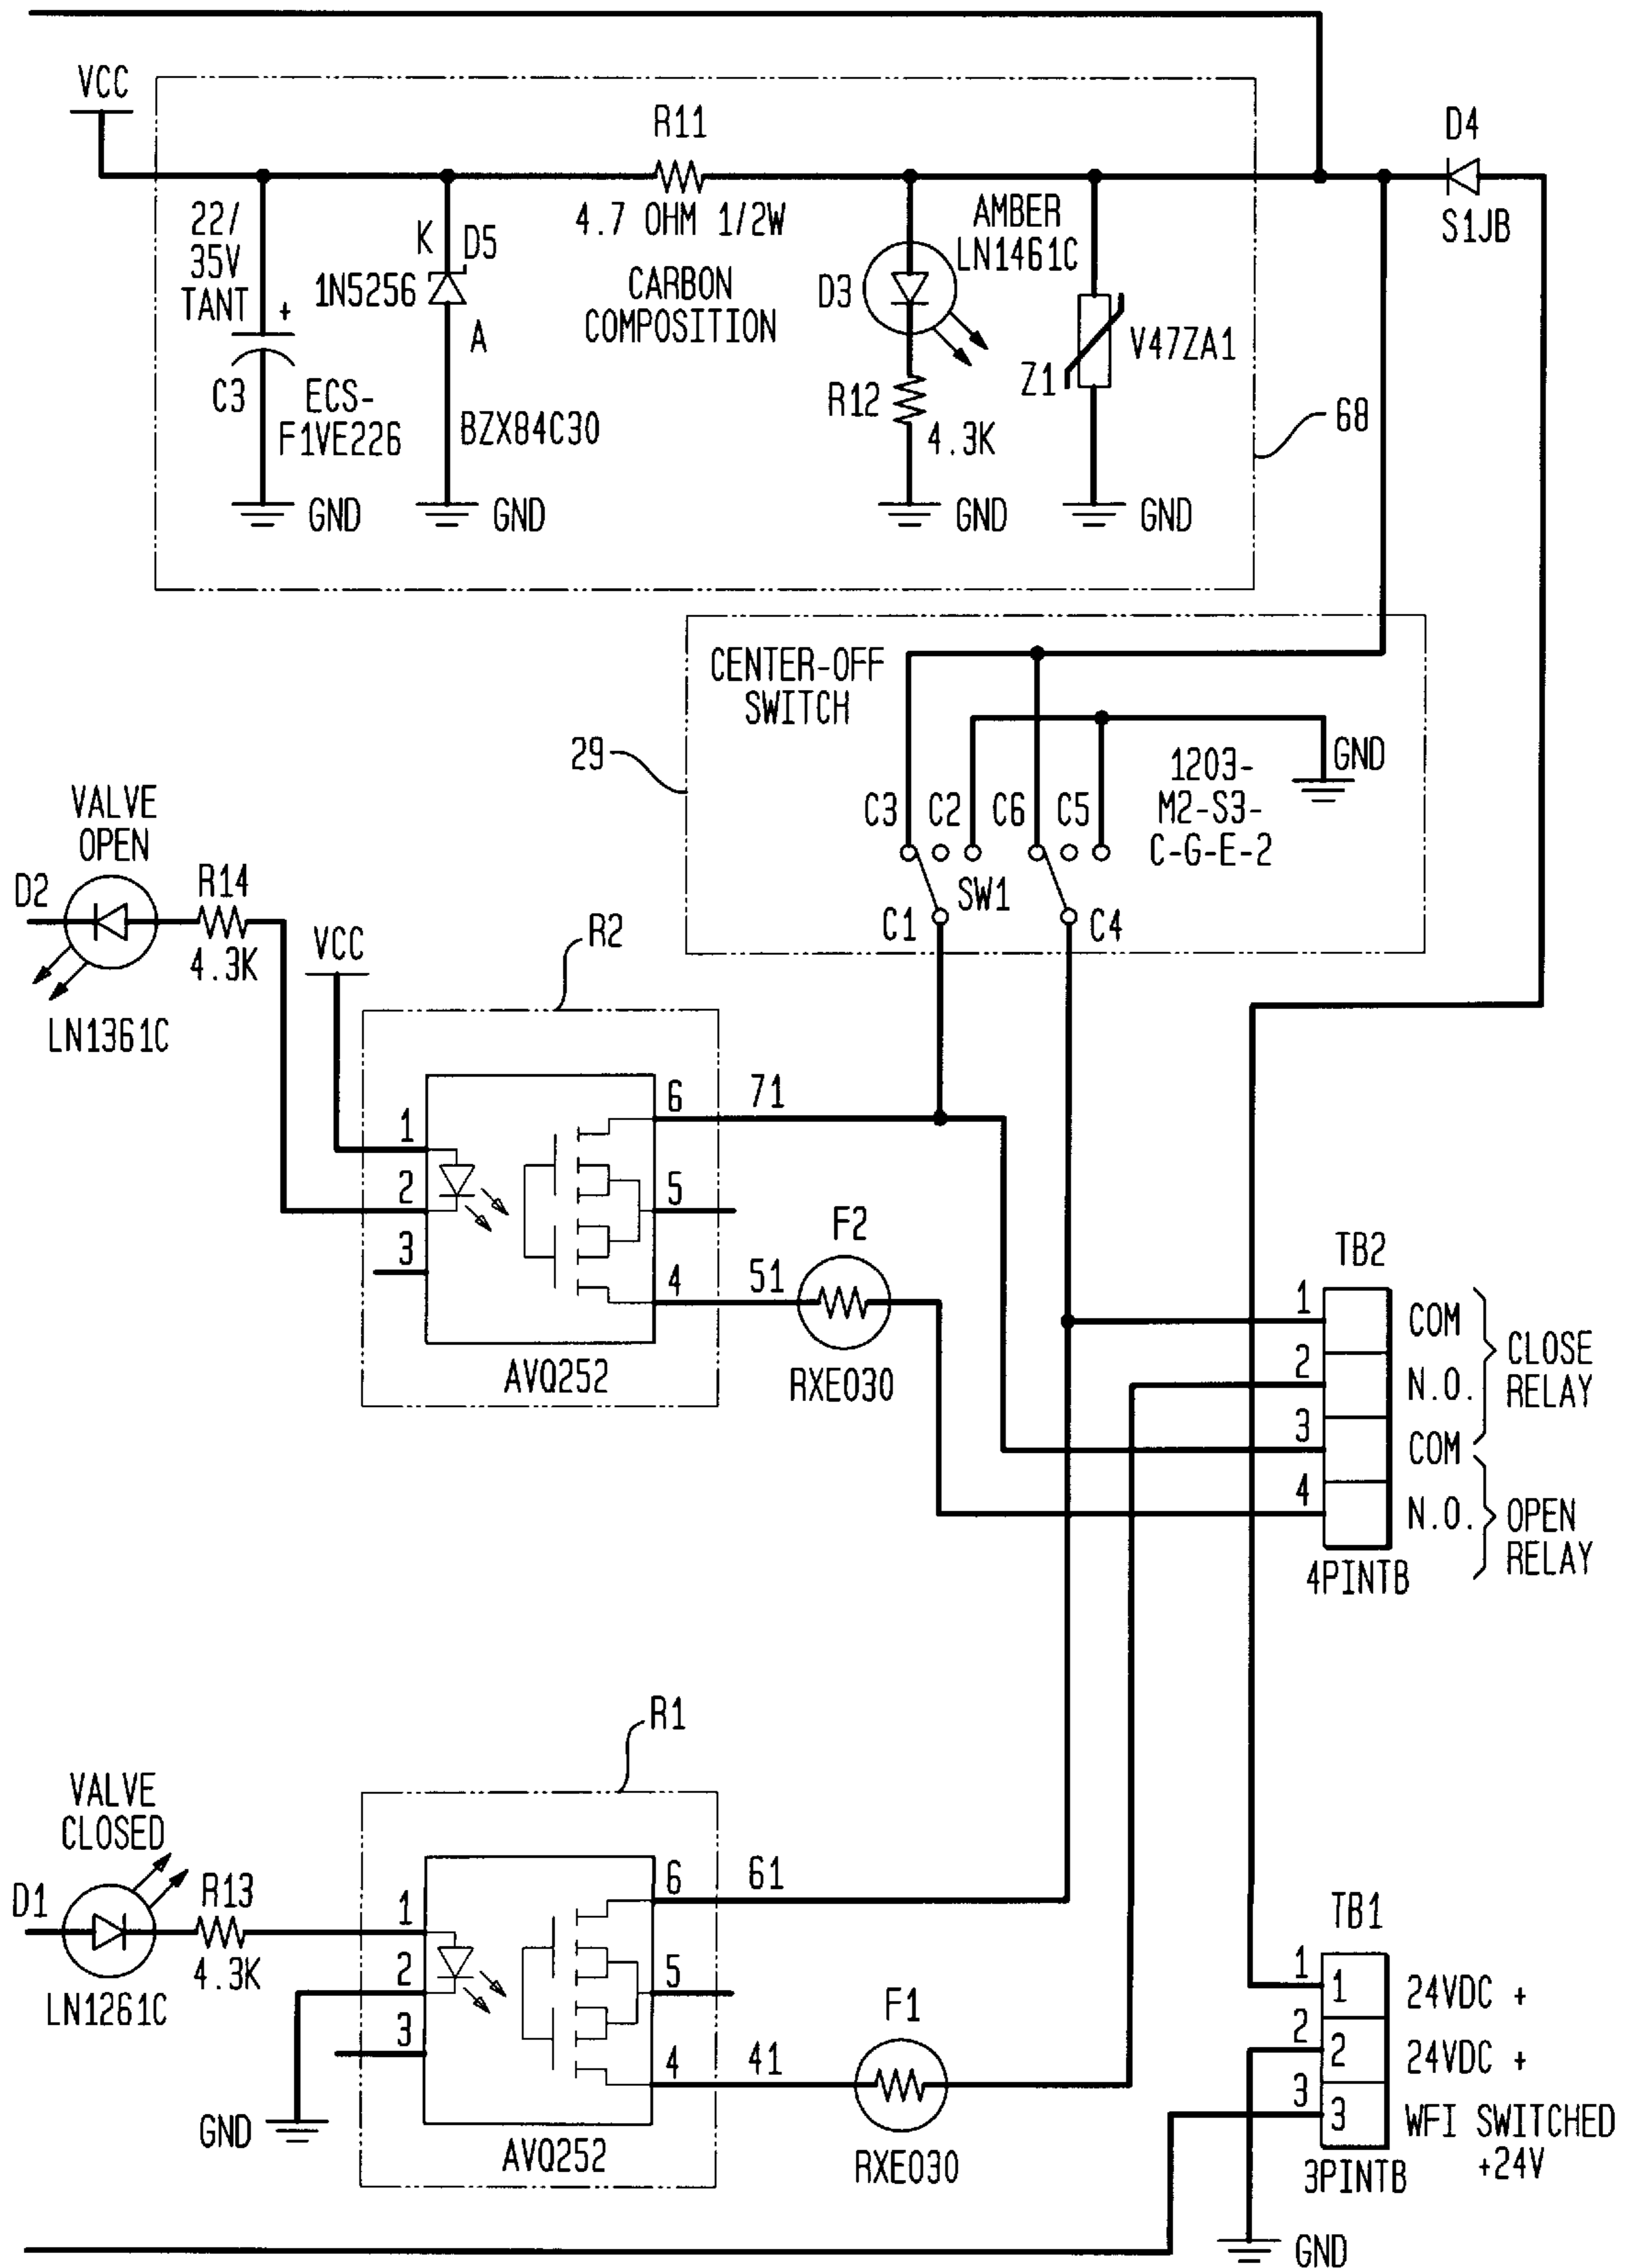 VCC
R11
D4
22/
35V
TANT +
K D5
1N5256
A
4.7 OHM 1/2W
CARBON
COMPOSITION
AMBER
LN1461C
D3
S1JB
V47ZA1
Z1
C3
ECS-
F1VE226
BZX84C30
R12
4.3K
68
GND
GND
GND
GND
CENTER-OFF
SWITCH
29
GND
1203-
M2-S3-
C-G-E-2
C3 C2 C6 C5
SW1
C1
C4
VALVE
OPEN
D2
R14
4.3K
LN1361C
VCC
R2
1
2
3
6
5
4
71
51
AVQ252
F2
RXE030
TB2
1
2
3
4
COM
N.O.
COM
N.O.
CLOSE
RELAY
OPEN
RELAY
4PINTB
R1
VALVE
CLOSED
D1
R13
4.3K
LN1261C
1
2
3
6
5
4
61
41
GND
AVQ252
F1
RXE030
TB1
1 1 24VDC +
2 2 24VDC +
3 3 WFI SWITCHED
+24V
3PINTB
GND